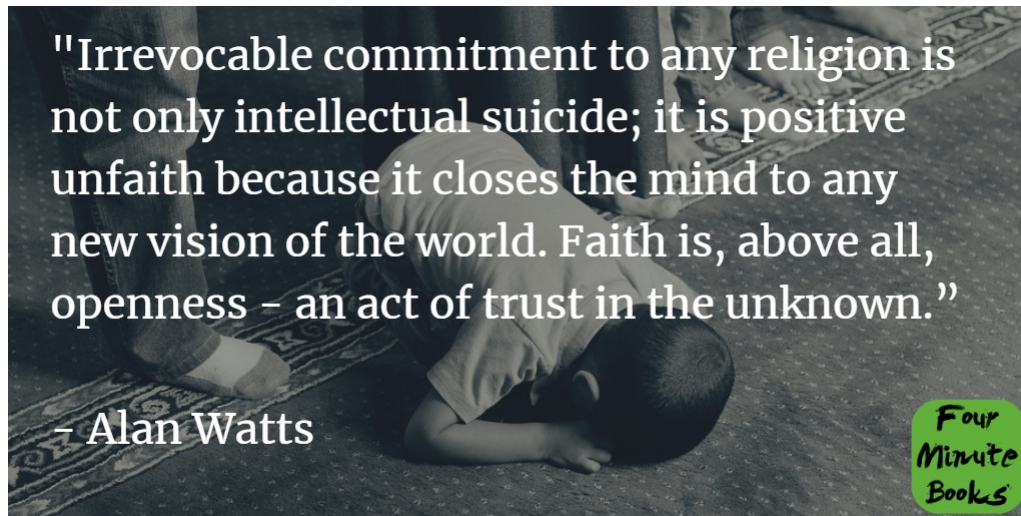 "Irrevocable commitment to any religion is
not only intellectual suicide; it is positive
unfaith because it closes the mind to any
new vision of the world. Faith is, above all,
openness – an act of trust in the unknown.”
– Alan Watts
Four
Minute
Books